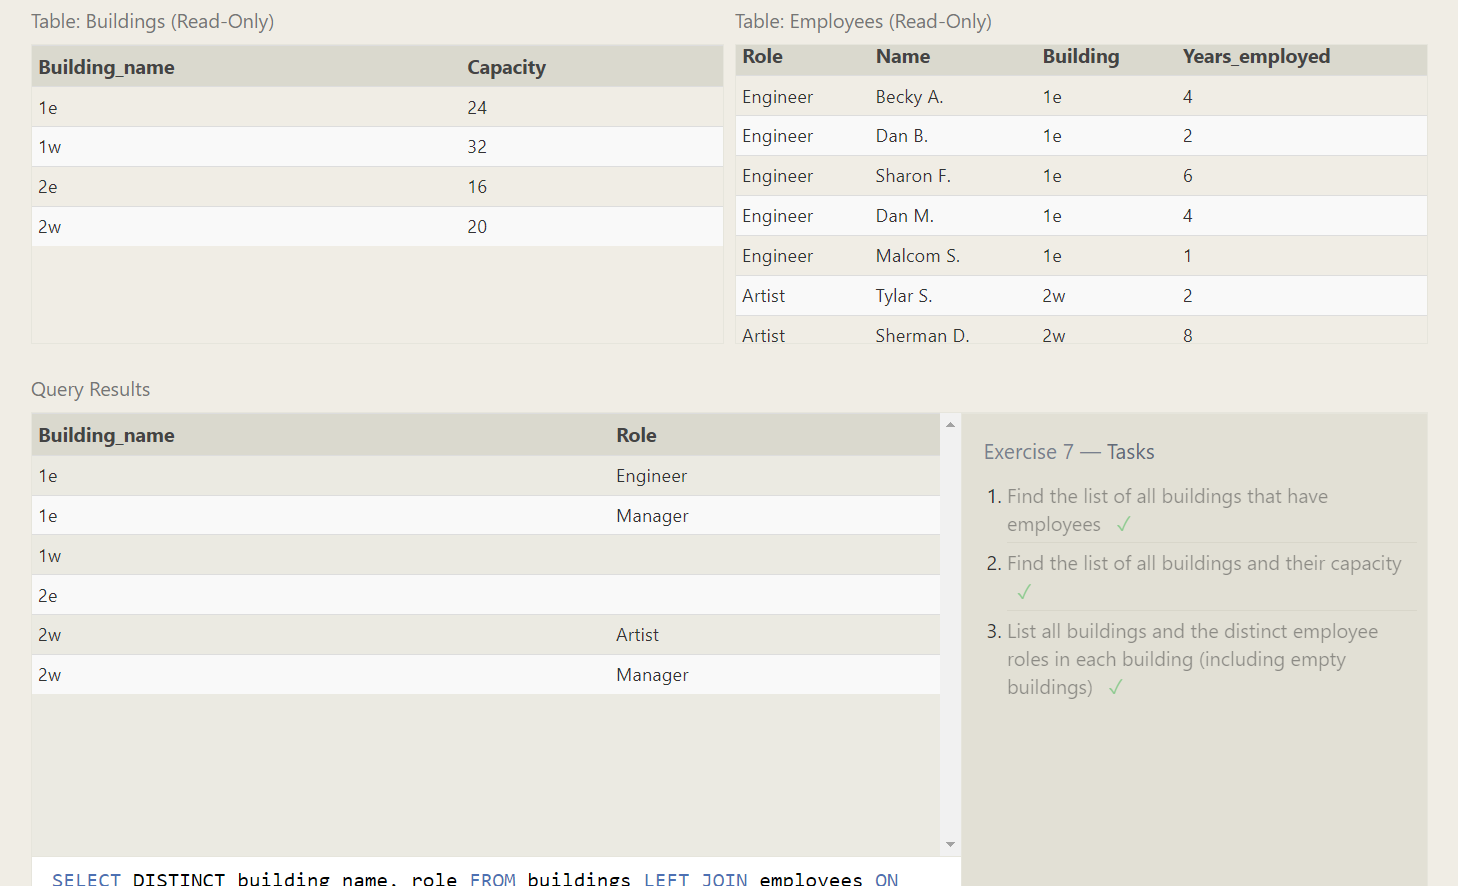 Table: Buildings (Read-Only)
Building_name Capacity
1e 24
1w 32
2e 16
2w 20
Table: Employees (Read-Only)
Role Name Building Years_employed
Engineer Becky A. 1e 4
Engineer Dan B. 1e 2
Engineer Sharon F. 1e 6
Engineer Dan M. 1e 4
Engineer Malcom S. 1e 1
Artist Tylar S. 2w 2
Artist Sherman D. 2w 8
Query Results
Building_name Role
1e Engineer
1e Manager
1w
2e
2w Artist
2w Manager
Exercise 7 — Tasks
1. Find the list of all buildings that have
employees ✓
2. Find the list of all buildings and their capacity
✓
3. List all buildings and the distinct employee
roles in each building (including empty
buildings) ✓
SELECT DISTINCT building_name, role FROM buildings LEFT JOIN employees ON